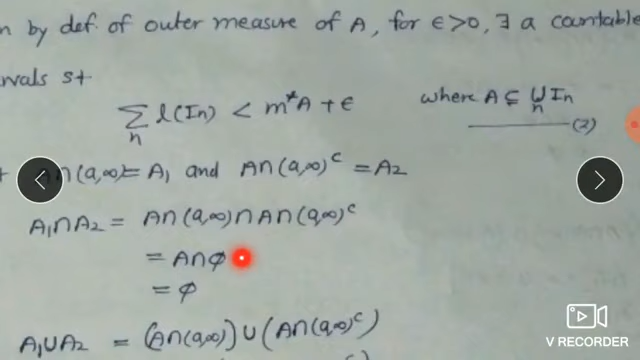 n by def. of outer measure of A, for ϵ>0, ∃ a countable
rvals st
∑ₙ l(Iₙ) < m*A + ϵ where A ⊆ ⋃ₙ Iₙ
(2)
A∩(a,∞) = A₁ and A∩(a,∞)ᶜ = A₂
A₁∩A₂ = A∩(a,∞)∩A∩(a,∞)ᶜ
= A∩φ
= φ
A₁∪A₂ = (A∩(a,∞)) ∪ (A∩(a,∞)ᶜ)
V RECORDER